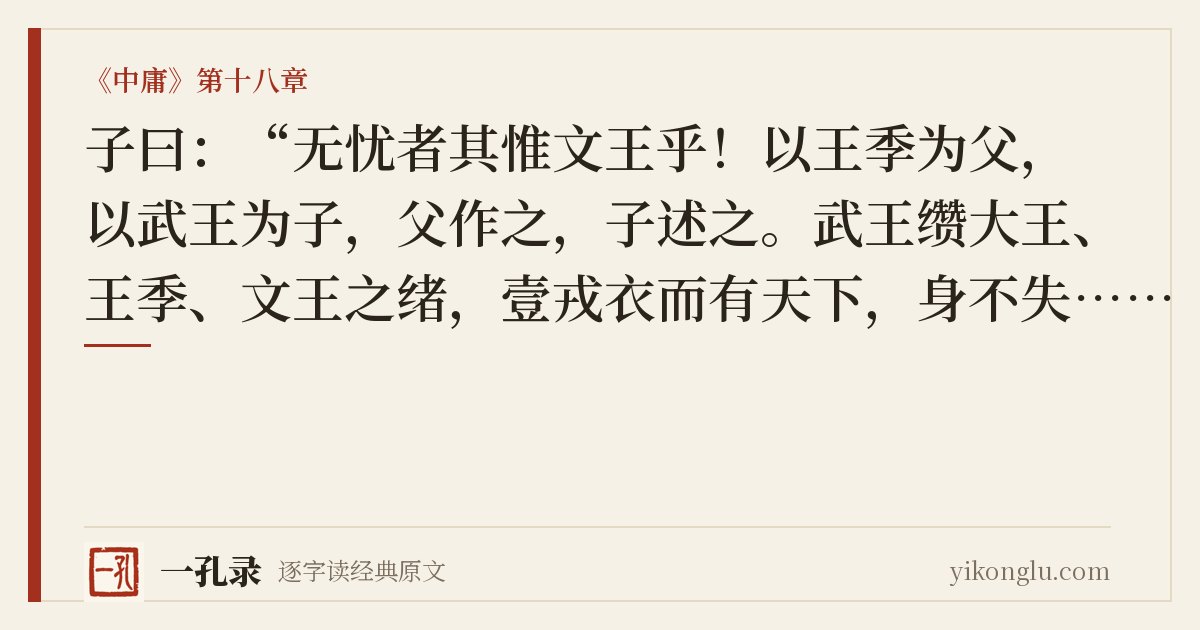 《中庸》第十八章
子曰：“无忧者其惟文王乎！以王季为父，
以武王为子，父作之，子述之。武王缵大王、
王季、文王之绪，壹戎衣而有天下，身不失……
一孔
一孔录 逐字读经典原文 yikonglu.com